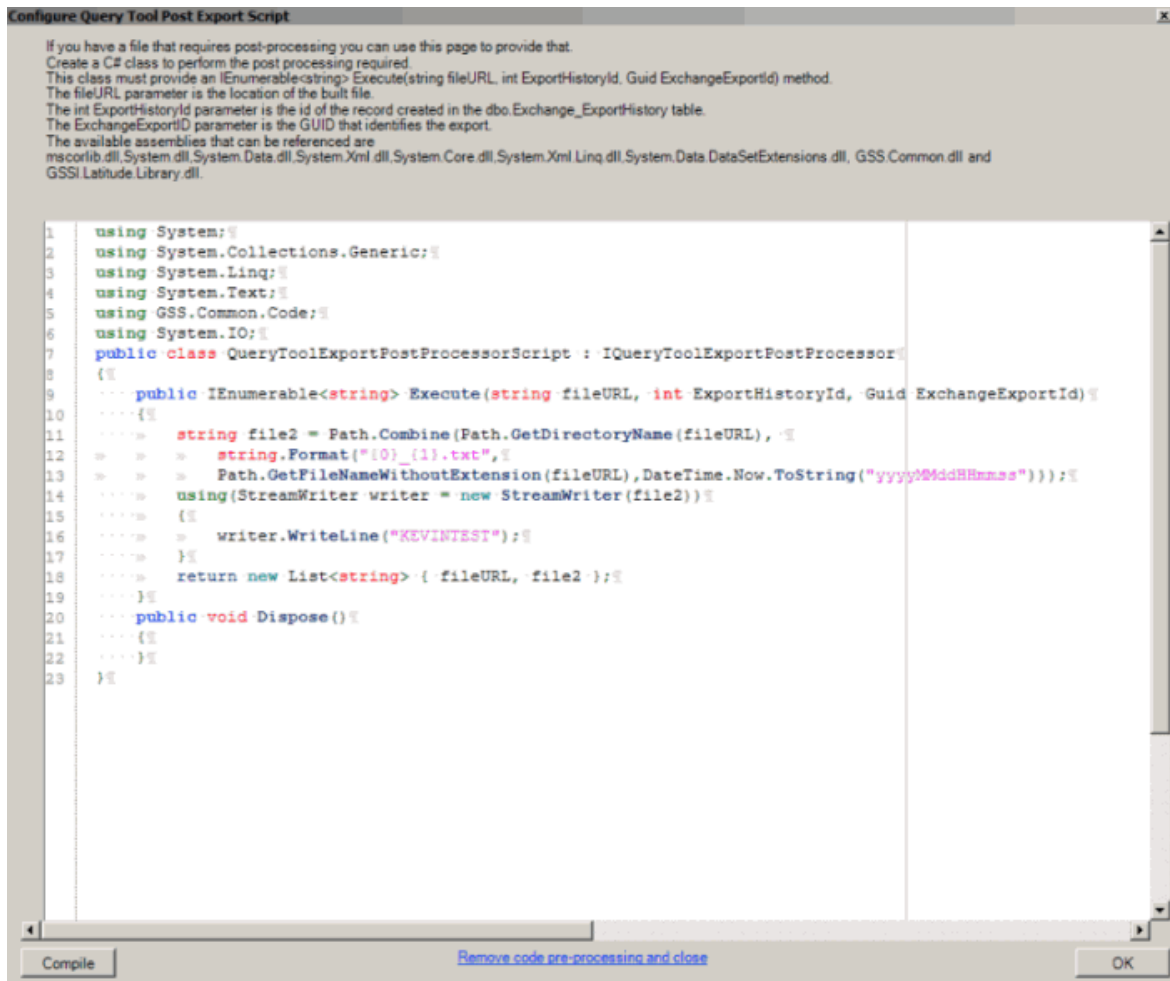 Configure Query Tool Post Export Script
If you have a file that requires post-processing you can use this page to provide that.
Create a C# class to perform the post processing required.
This class must provide an IEnumerable<string> Execute(string fileURL, int ExportHistoryId, Guid ExchangeExportId) method.
The fileURL parameter is the location of the built file.
The int ExportHistoryId parameter is the id of the record created in the dbo.Exchange_ExportHistory table.
The ExchangeExportID parameter is the GUID that identifies the export.
The available assemblies that can be referenced are
mscorlib.dll,System.dll,System.Data.dll,System.Xml.dll,System.Core.dll,System.Xml.Linq.dll,System.Data.DataSetExtensions.dll, GSS.Common.dll and
GSSI.Latitude.Library.dll.
1 using System;
2 using System.Collections.Generic;
3 using System.Linq;
4 using System.Text;
5 using GSS.Common.Code;
6 using System.IO;
7 public class QueryToolExportPostProcessorScript : IQueryToolExportPostProcessor
8 {
9 public IEnumerable<string> Execute(string fileURL, int ExportHistoryId, Guid ExchangeExportId)
10 {
11 string file2 = Path.Combine(Path.GetDirectoryName(fileURL),
12 string.Format("{0}_{1}.txt",
13 Path.GetFileNameWithoutExtension(fileURL),DateTime.Now.ToString("yyyyMMddHHmmss")));
14 using(StreamWriter writer = new StreamWriter(file2))
15 {
16 writer.WriteLine("KEVINTEST");
17 }
18 return new List<string> { fileURL, file2 };
19 }
20 public void Dispose()
21 {
22 }
23 }
Compile
Remove code pre-processing and close
OK